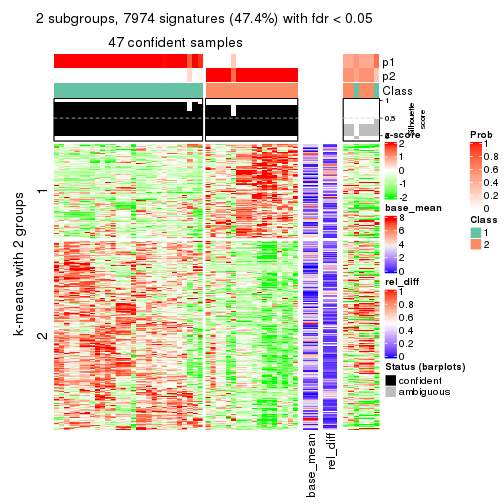 2 subgroups, 7974 signatures (47.4%) with fdr < 0.05
47 confident samples
p1
p2
Class
1
0.5
Silhouette
score
z-score
2
1
0
-1
-2
base_mean
8
6
4
2
0
rel_diff
1
0.8
0.6
0.4
0.2
0
Status (barplots)
confident
ambiguous
Prob
1
0.8
0.6
0.4
0.2
0
Class
1
2
k-means with 2 groups
1
2
base_mean
rel_diff